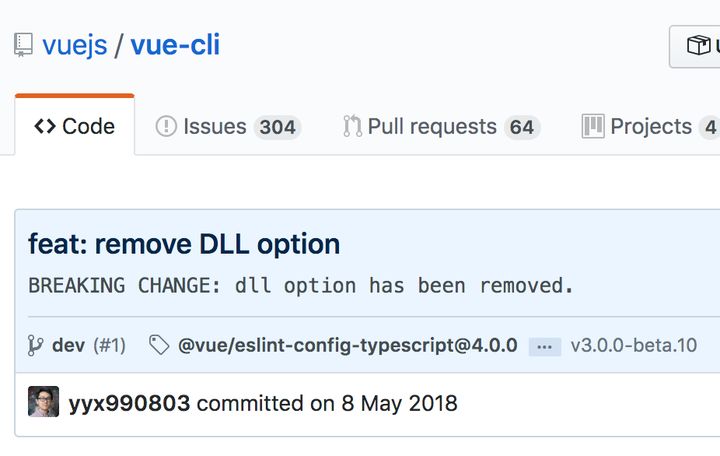 vuejs / vue-cli
Code Issues 304 Pull requests 64 Projects 4
feat: remove DLL option
BREAKING CHANGE: dll option has been removed.
dev (#1) @vue/eslint-config-typescript@4.0.0 ... v3.0.0-beta.10
yyx990803 committed on 8 May 2018